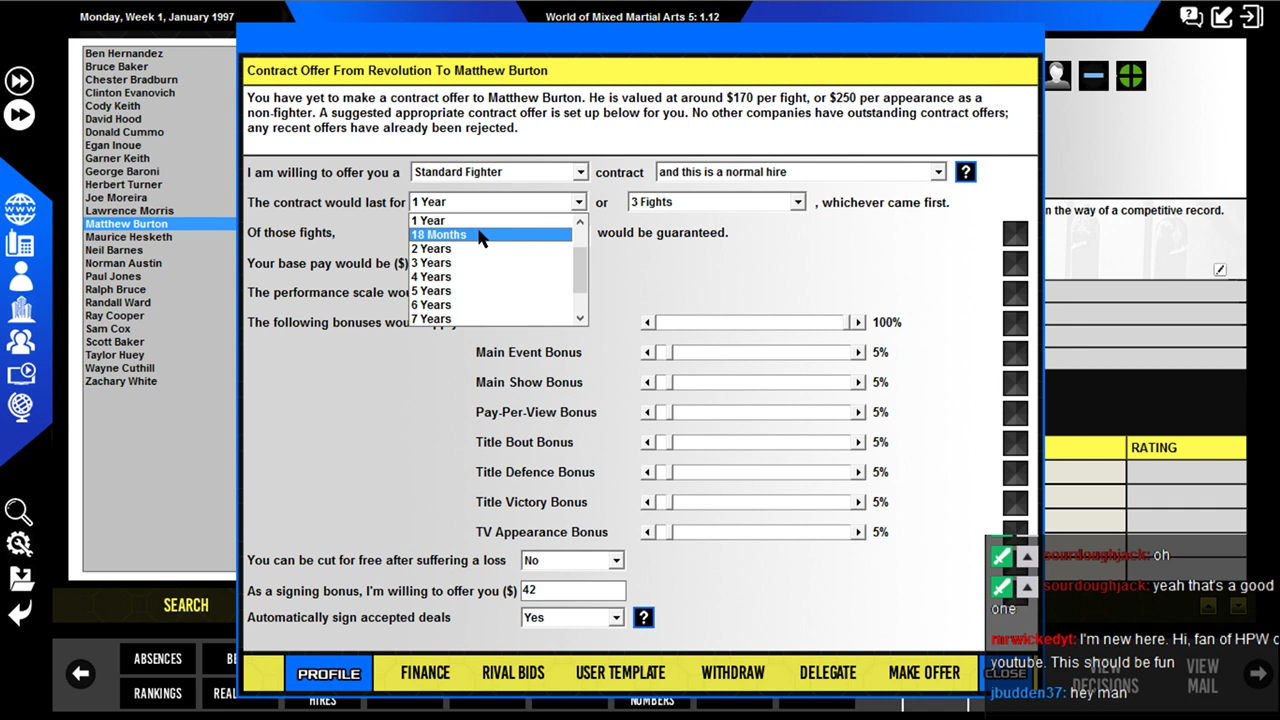 Monday, Week 1, January 1997
World of Mixed Martial Arts 5: 1.12
Ben Hernandez
Bruce Baker
Chester Bradburn
Clinton Evanovich
Cody Keith
David Hood
Donald Cummo
Egan Inoue
Garner Keith
George Baroni
Herbert Turner
Joe Moreira
Lawrence Morris
Matthew Burton
Maurice Hesketh
Neil Barnes
Norman Austin
Paul Jones
Ralph Bruce
Randall Ward
Ray Cooper
Sam Cox
Scott Baker
Taylor Huey
Wayne Cuthill
Zachary White
SEARCH
Contract Offer From Revolution To Matthew Burton
You have yet to make a contract offer to Matthew Burton. He is valued at around $170 per fight, or $250 per appearance as a
non-fighter. A suggested appropriate contract offer is set up below for you. No other companies have outstanding contract offers;
any recent offers have already been rejected.
I am willing to offer you a Standard Fighter contract and this is a normal hire ?
The contract would last for 1 Year or 3 Fights , whichever came first.
1 Year
18 Months
2 Years
3 Years
4 Years
5 Years
6 Years
7 Years
Of those fights, would be guaranteed.
Your base pay would be ($)
The performance scale
The following bonuses 100%
Main Event Bonus 5%
Main Show Bonus 5%
Pay-Per-View Bonus 5%
Title Bout Bonus 5%
Title Defence Bonus 5%
Title Victory Bonus 5%
TV Appearance Bonus 5%
You can be cut for free after suffering a loss No
As a signing bonus, I'm willing to offer you ($) 42
Automatically sign accepted deals Yes ?
PROFILE FINANCE RIVAL BIDS USER TEMPLATE WITHDRAW DELEGATE MAKE OFFER CLOSE
n the way of a competitive record.
RATING
sourdoughjack: oh
sourdoughjack: yeah that's a good
one
mrwickedyt: I'm new here. Hi, fan of HPW o
youtube. This should be fun
jbudden37: hey man
ABSENCES
RANKINGS
HIRES
NUMBERS
DECISIONS
VIEW
MAIL